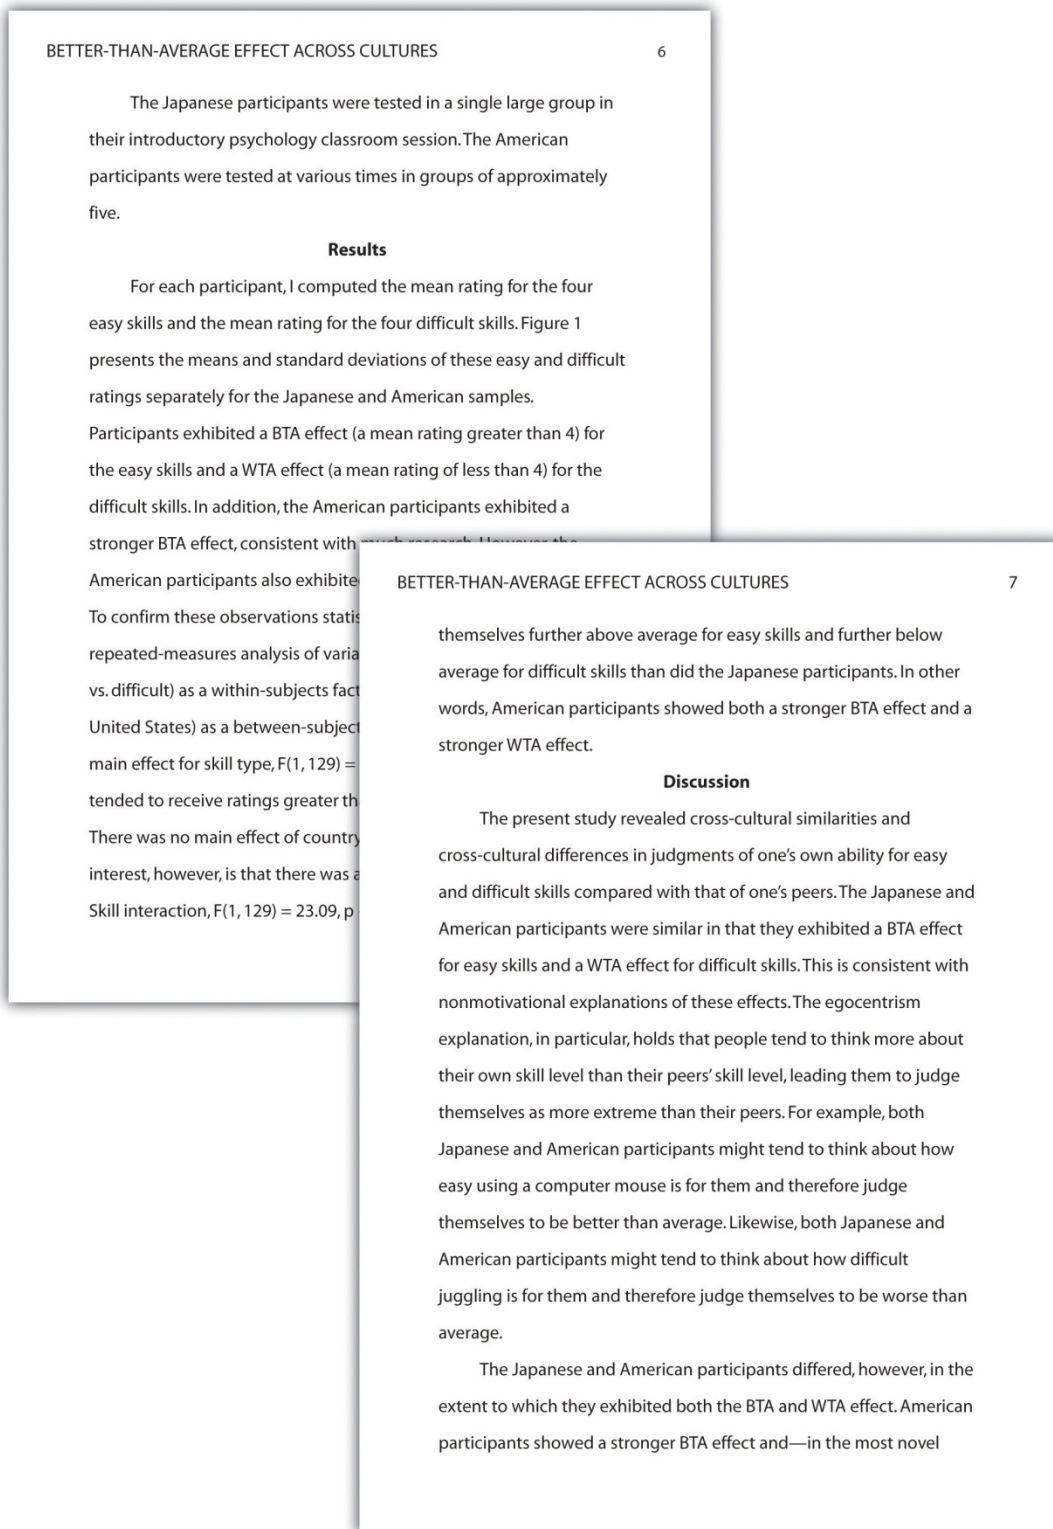 BETTER-THAN-AVERAGE EFFECT ACROSS CULTURES 6
The Japanese participants were tested in a single large group in
their introductory psychology classroom session. The American
participants were tested at various times in groups of approximately
five.
Results
For each participant, I computed the mean rating for the four
easy skills and the mean rating for the four difficult skills. Figure 1
presents the means and standard deviations of these easy and difficult
ratings separately for the Japanese and American samples.
Participants exhibited a BTA effect (a mean rating greater than 4) for
the easy skills and a WTA effect (a mean rating of less than 4) for the
difficult skills. In addition, the American participants exhibited a
stronger BTA effect, consistent with much research. However the
American participants also
To confirm these observations
repeated-measures analysis of
vs. difficult) as a within-subjects
United States) as a
main effect for skill type, F(1, 129) =
tended to receive ratings greater
There was no main effect of country
interest, however, is that there was
Skill interaction, F(1, 129) = 23.09, p
BETTER-THAN-AVERAGE EFFECT ACROSS CULTURES 7
themselves further above average for easy skills and further below
average for difficult skills than did the Japanese participants. In other
words, American participants showed both a stronger BTA effect and a
stronger WTA effect.
Discussion
The present study revealed cross-cultural similarities and
cross-cultural differences in judgments of one's own ability for easy
and difficult skills compared with that of one's peers. The Japanese and
American participants were similar in that they exhibited a BTA effect
for easy skills and a WTA effect for difficult skills. This is consistent with
nonmotivational explanations of these effects. The egocentrism
explanation, in particular, holds that people tend to think more about
their own skill level than their peers' skill level, leading them to judge
themselves as more extreme than their peers. For example, both
Japanese and American participants might tend to think about how
easy using a computer mouse is for them and therefore judge
themselves to be better than average. Likewise, both Japanese and
American participants might tend to think about how difficult
juggling is for them and therefore judge themselves to be worse than
average.
The Japanese and American participants differed, however, in the
extent to which they exhibited both the BTA and WTA effect. American
participants showed a stronger BTA effect and—in the most novel